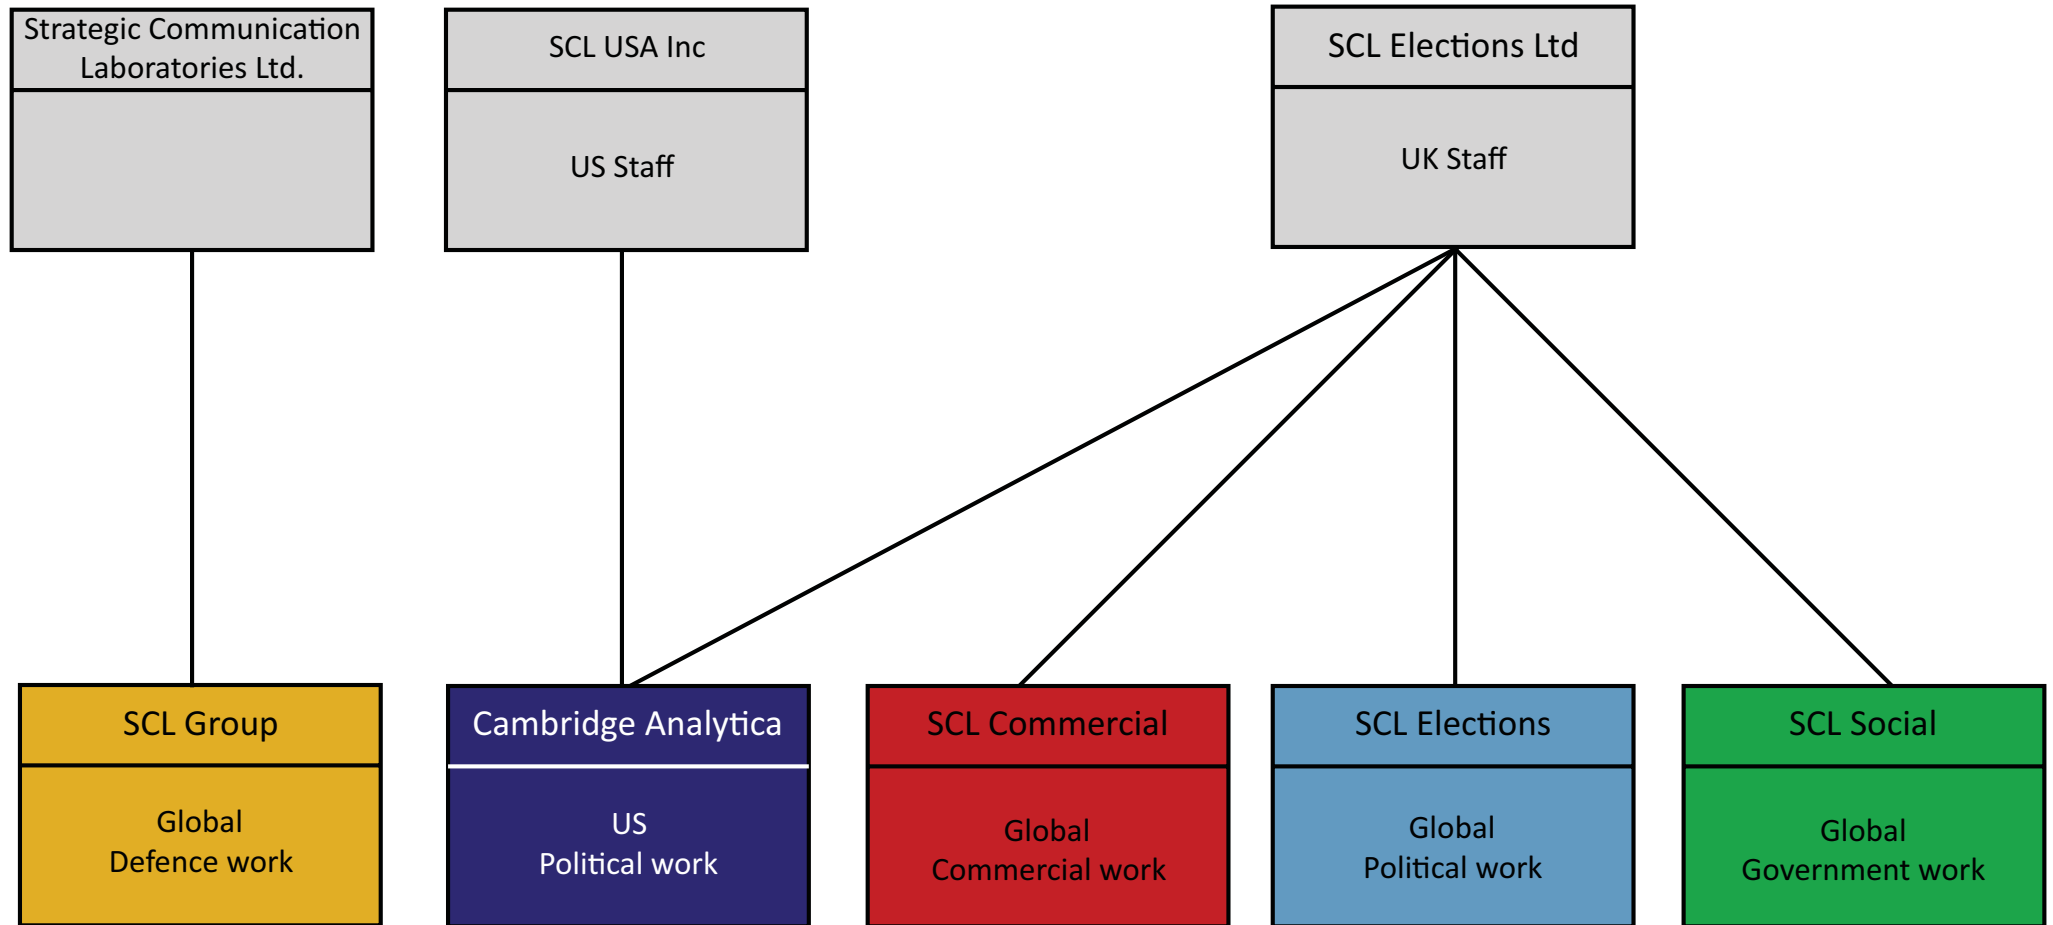 Strategic Communication
Laboratories Ltd.
SCL USA Inc
US Staff
SCL Elections Ltd
UK Staff
SCL Group
Global
Defence work
Cambridge Analytica
US
Political work
SCL Commercial
Global
Commercial work
SCL Elections
Global
Political work
SCL Social
Global
Government work